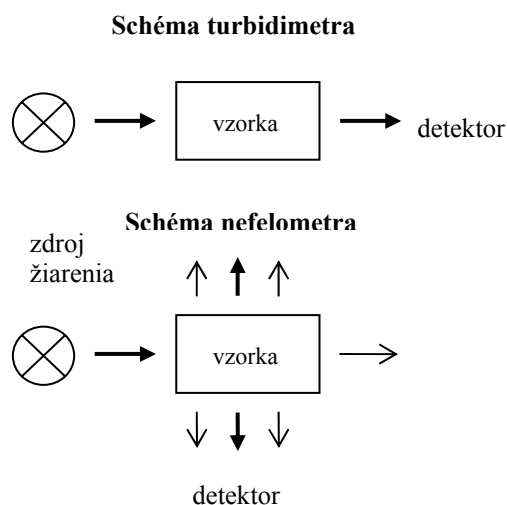 Schéma turbidimetra
vzorka
detektor
Schéma nefelometra
zdroj
žiarenia
vzorka
detektor